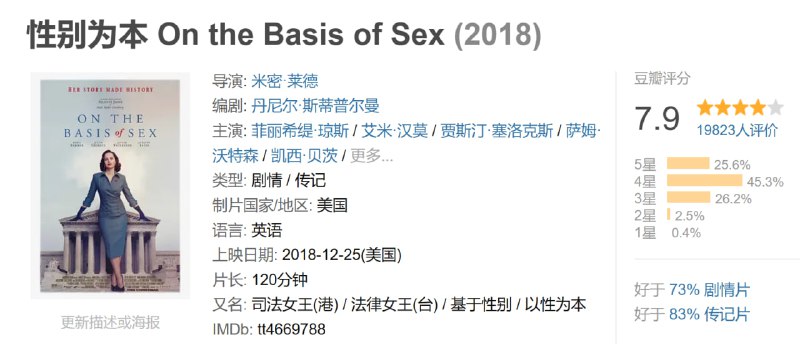 性别为本 On the Basis of Sex (2018)
HER STORY MADE HISTORY
ON THE
BASIS of SEX
更新描述或海报
导演: 米密·莱德
编剧: 丹尼尔·斯蒂普尔曼
主演: 菲丽希缇·琼斯 / 艾米·汉莫 / 贾斯汀·塞洛克斯 / 萨姆·
沃特森 / 凯西·贝茨 / 更多...
类型: 剧情 / 传记
制片国家/地区: 美国
语言: 英语
上映日期: 2018-12-25(美国)
片长: 120分钟
又名: 司法女王(港) / 法律女王(台) / 基于性别 / 以性为本
IMDb: tt4669788
豆瓣评分
7.9
19823人评价
5星 25.6%
4星 45.3%
3星 26.2%
2星 2.5%
1星 0.4%
好于 73% 剧情片
好于 83% 传记片